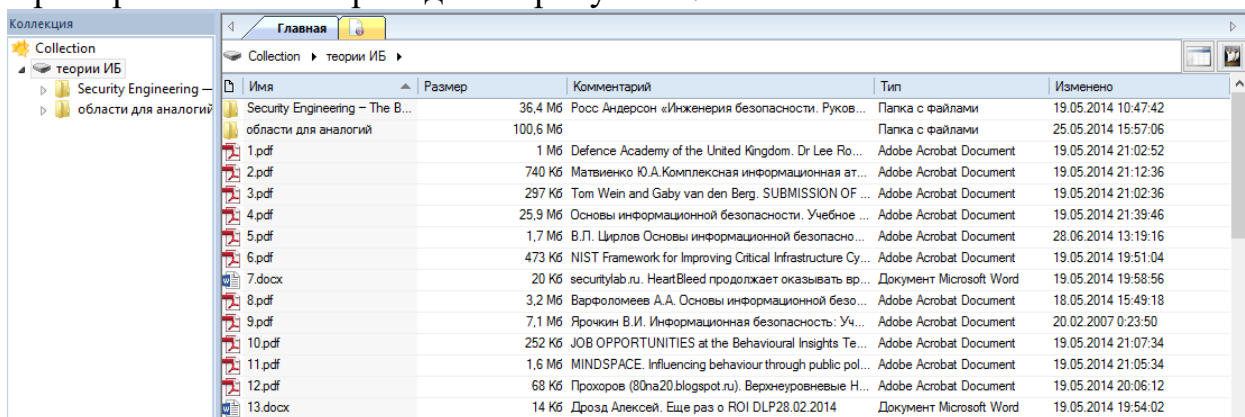 Коллекция
Главная
Collection
теории ИБ
Security Engineering —
области для аналогий
Collection теории ИБ
Имя Размер Комментарий Тип Изменено
Security Engineering – The B... 36,4 Мб Росс Андерсон «Инженерия безопасности. Руков... Папка с файлами 19.05.2014 10:47:42
области для аналогий 100,6 Мб Папка с файлами 25.05.2014 15:57:06
1.pdf 1 Мб Defence Academy of the United Kingdom. Dr Lee Ro... Adobe Acrobat Document 19.05.2014 21:02:52
2.pdf 740 Кб Матвиенко Ю.А.Комплексная информационная ат... Adobe Acrobat Document 19.05.2014 21:12:36
3.pdf 297 Кб Tom Wein and Gaby van den Berg. SUBMISSION OF ... Adobe Acrobat Document 19.05.2014 21:02:36
4.pdf 25,9 Мб Основы информационной безопасности. Учебное ... Adobe Acrobat Document 19.05.2014 21:39:46
5.pdf 1,7 Мб В.Л. Цирлов Основы информационной безопасно... Adobe Acrobat Document 28.06.2014 13:19:16
6.pdf 473 Кб NIST Framework for Improving Critical Infrastructure Cy... Adobe Acrobat Document 19.05.2014 19:51:04
7.docx 20 Кб securitylab.ru. HeartBleed продолжает оказывать вр... Документ Microsoft Word 19.05.2014 19:58:56
8.pdf 3,2 Мб Варфоломеев А.А. Основы информационной безо... Adobe Acrobat Document 18.05.2014 15:49:18
9.pdf 7,1 Мб Ярочкин В.И. Информационная безопасность: Уч... Adobe Acrobat Document 20.02.2007 0:23:50
10.pdf 252 Кб JOB OPPORTUNITIES at the Behavioural Insights Te... Adobe Acrobat Document 19.05.2014 21:07:34
11.pdf 1,6 Мб MINDSPACE. Influencing behaviour through public pol... Adobe Acrobat Document 19.05.2014 21:05:34
12.pdf 68 Кб Прохоров (80na20.blogspot.ru). Верхнеуровневые Н... Adobe Acrobat Document 19.05.2014 20:06:12
13.docx 14 Кб Дрозд Алексей. Еще раз о ROI DLP28.02.2014 Документ Microsoft Word 19.05.2014 19:54:02